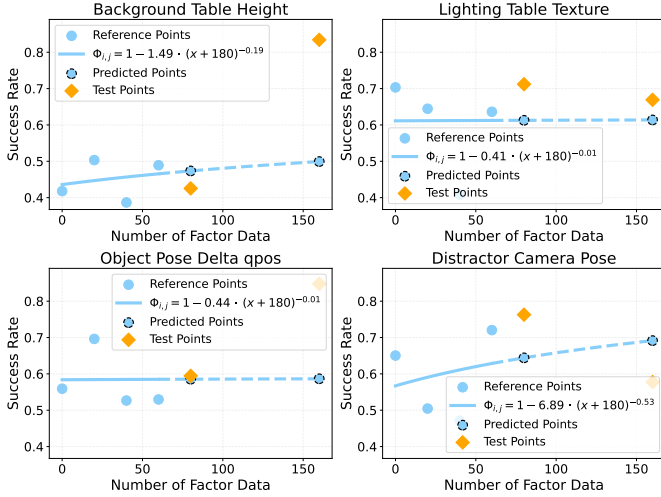 Background Table Height
Success Rate
0.8
0.7
0.6
0.5
0.4
Reference Points
Φi,j = 1 − 1.49 • (x + 180)^−0.19
Predicted Points
Test Points
0 50 100 150
Number of Factor Data
Lighting Table Texture
Success Rate
0.8
0.7
0.6
0.5
0.4
Reference Points
Φi,j = 1 − 0.41 • (x + 180)^−0.01
Predicted Points
Test Points
0 50 100 150
Number of Factor Data
Object Pose Delta qpos
Success Rate
0.8
0.7
0.6
0.5
0.4
Reference Points
Φi,j = 1 − 0.44 • (x + 180)^−0.01
Predicted Points
Test Points
0 50 100 150
Number of Factor Data
Distractor Camera Pose
Success Rate
0.8
0.7
0.6
0.5
0.4
Reference Points
Φi,j = 1 − 6.89 • (x + 180)^−0.53
Predicted Points
Test Points
0 50 100 150
Number of Factor Data